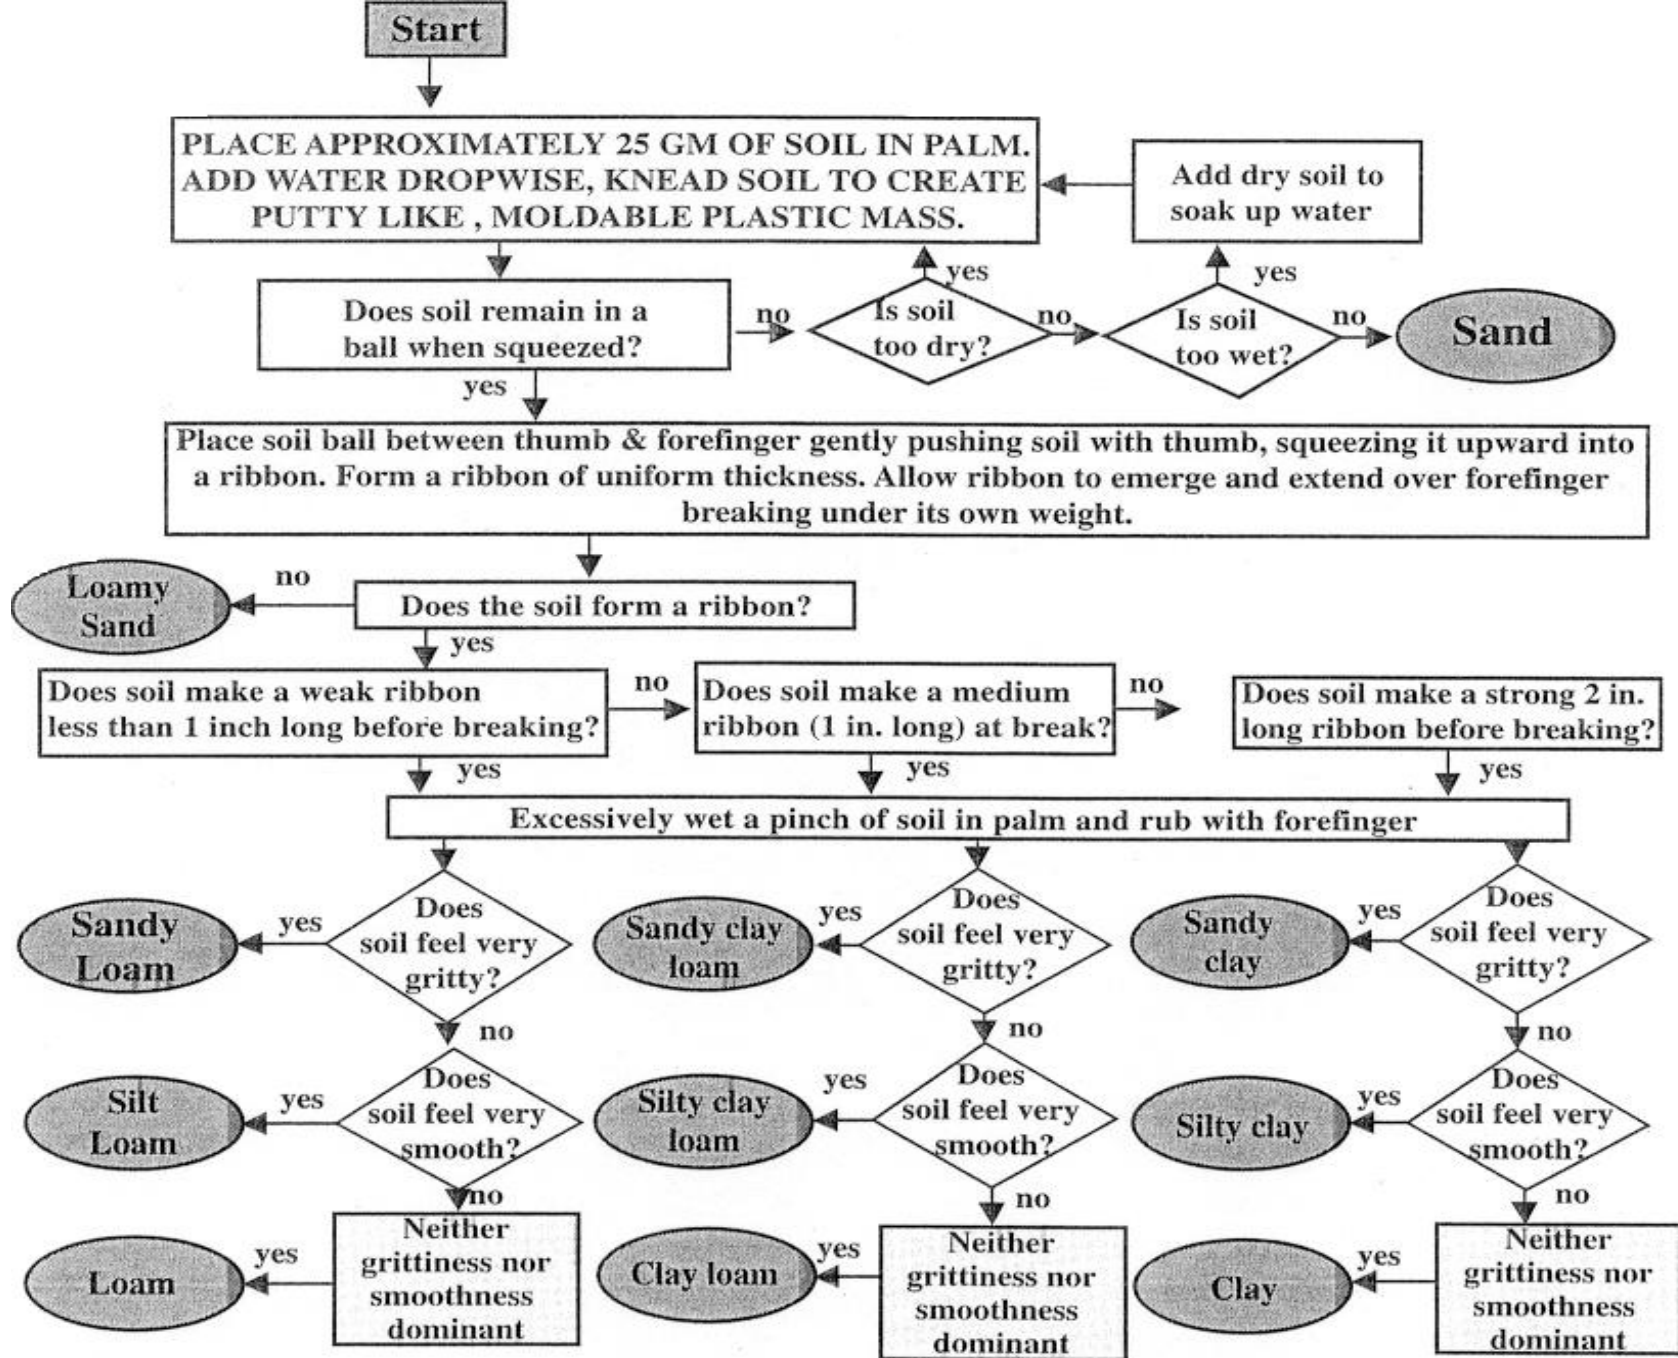 Start
PLACE APPROXIMATELY 25 GM OF SOIL IN PALM.
ADD WATER DROPWISE, KNEAD SOIL TO CREATE
PUTTY LIKE , MOLDABLE PLASTIC MASS.
Add dry soil to
soak up water
yes
yes
Does soil remain in a
ball when squeezed?
no
Is soil
too dry?
no
Is soil
too wet?
no
Sand
yes
Place soil ball between thumb & forefinger gently pushing soil with thumb, squeezing it upward into
a ribbon. Form a ribbon of uniform thickness. Allow ribbon to emerge and extend over forefinger
breaking under its own weight.
Loamy
Sand
no
Does the soil form a ribbon?
yes
Does soil make a weak ribbon
less than 1 inch long before breaking?
no
Does soil make a medium
ribbon (1 in. long) at break?
no
Does soil make a strong 2 in.
long ribbon before breaking?
yes
yes
yes
Excessively wet a pinch of soil in palm and rub with forefinger
Sandy
Loam
yes
Does
soil feel very
gritty?
Sandy clay
loam
yes
Does
soil feel very
gritty?
Sandy
clay
yes
Does
soil feel very
gritty?
no
no
no
Silt
Loam
yes
Does
soil feel very
smooth?
Silty clay
loam
yes
Does
soil feel very
smooth?
Silty clay
yes
Does
soil feel very
smooth?
no
no
no
Loam
yes
Neither
grittiness nor
smoothness
dominant
Clay loam
yes
Neither
grittiness nor
smoothness
dominant
Clay
yes
Neither
grittiness nor
smoothness
dominant